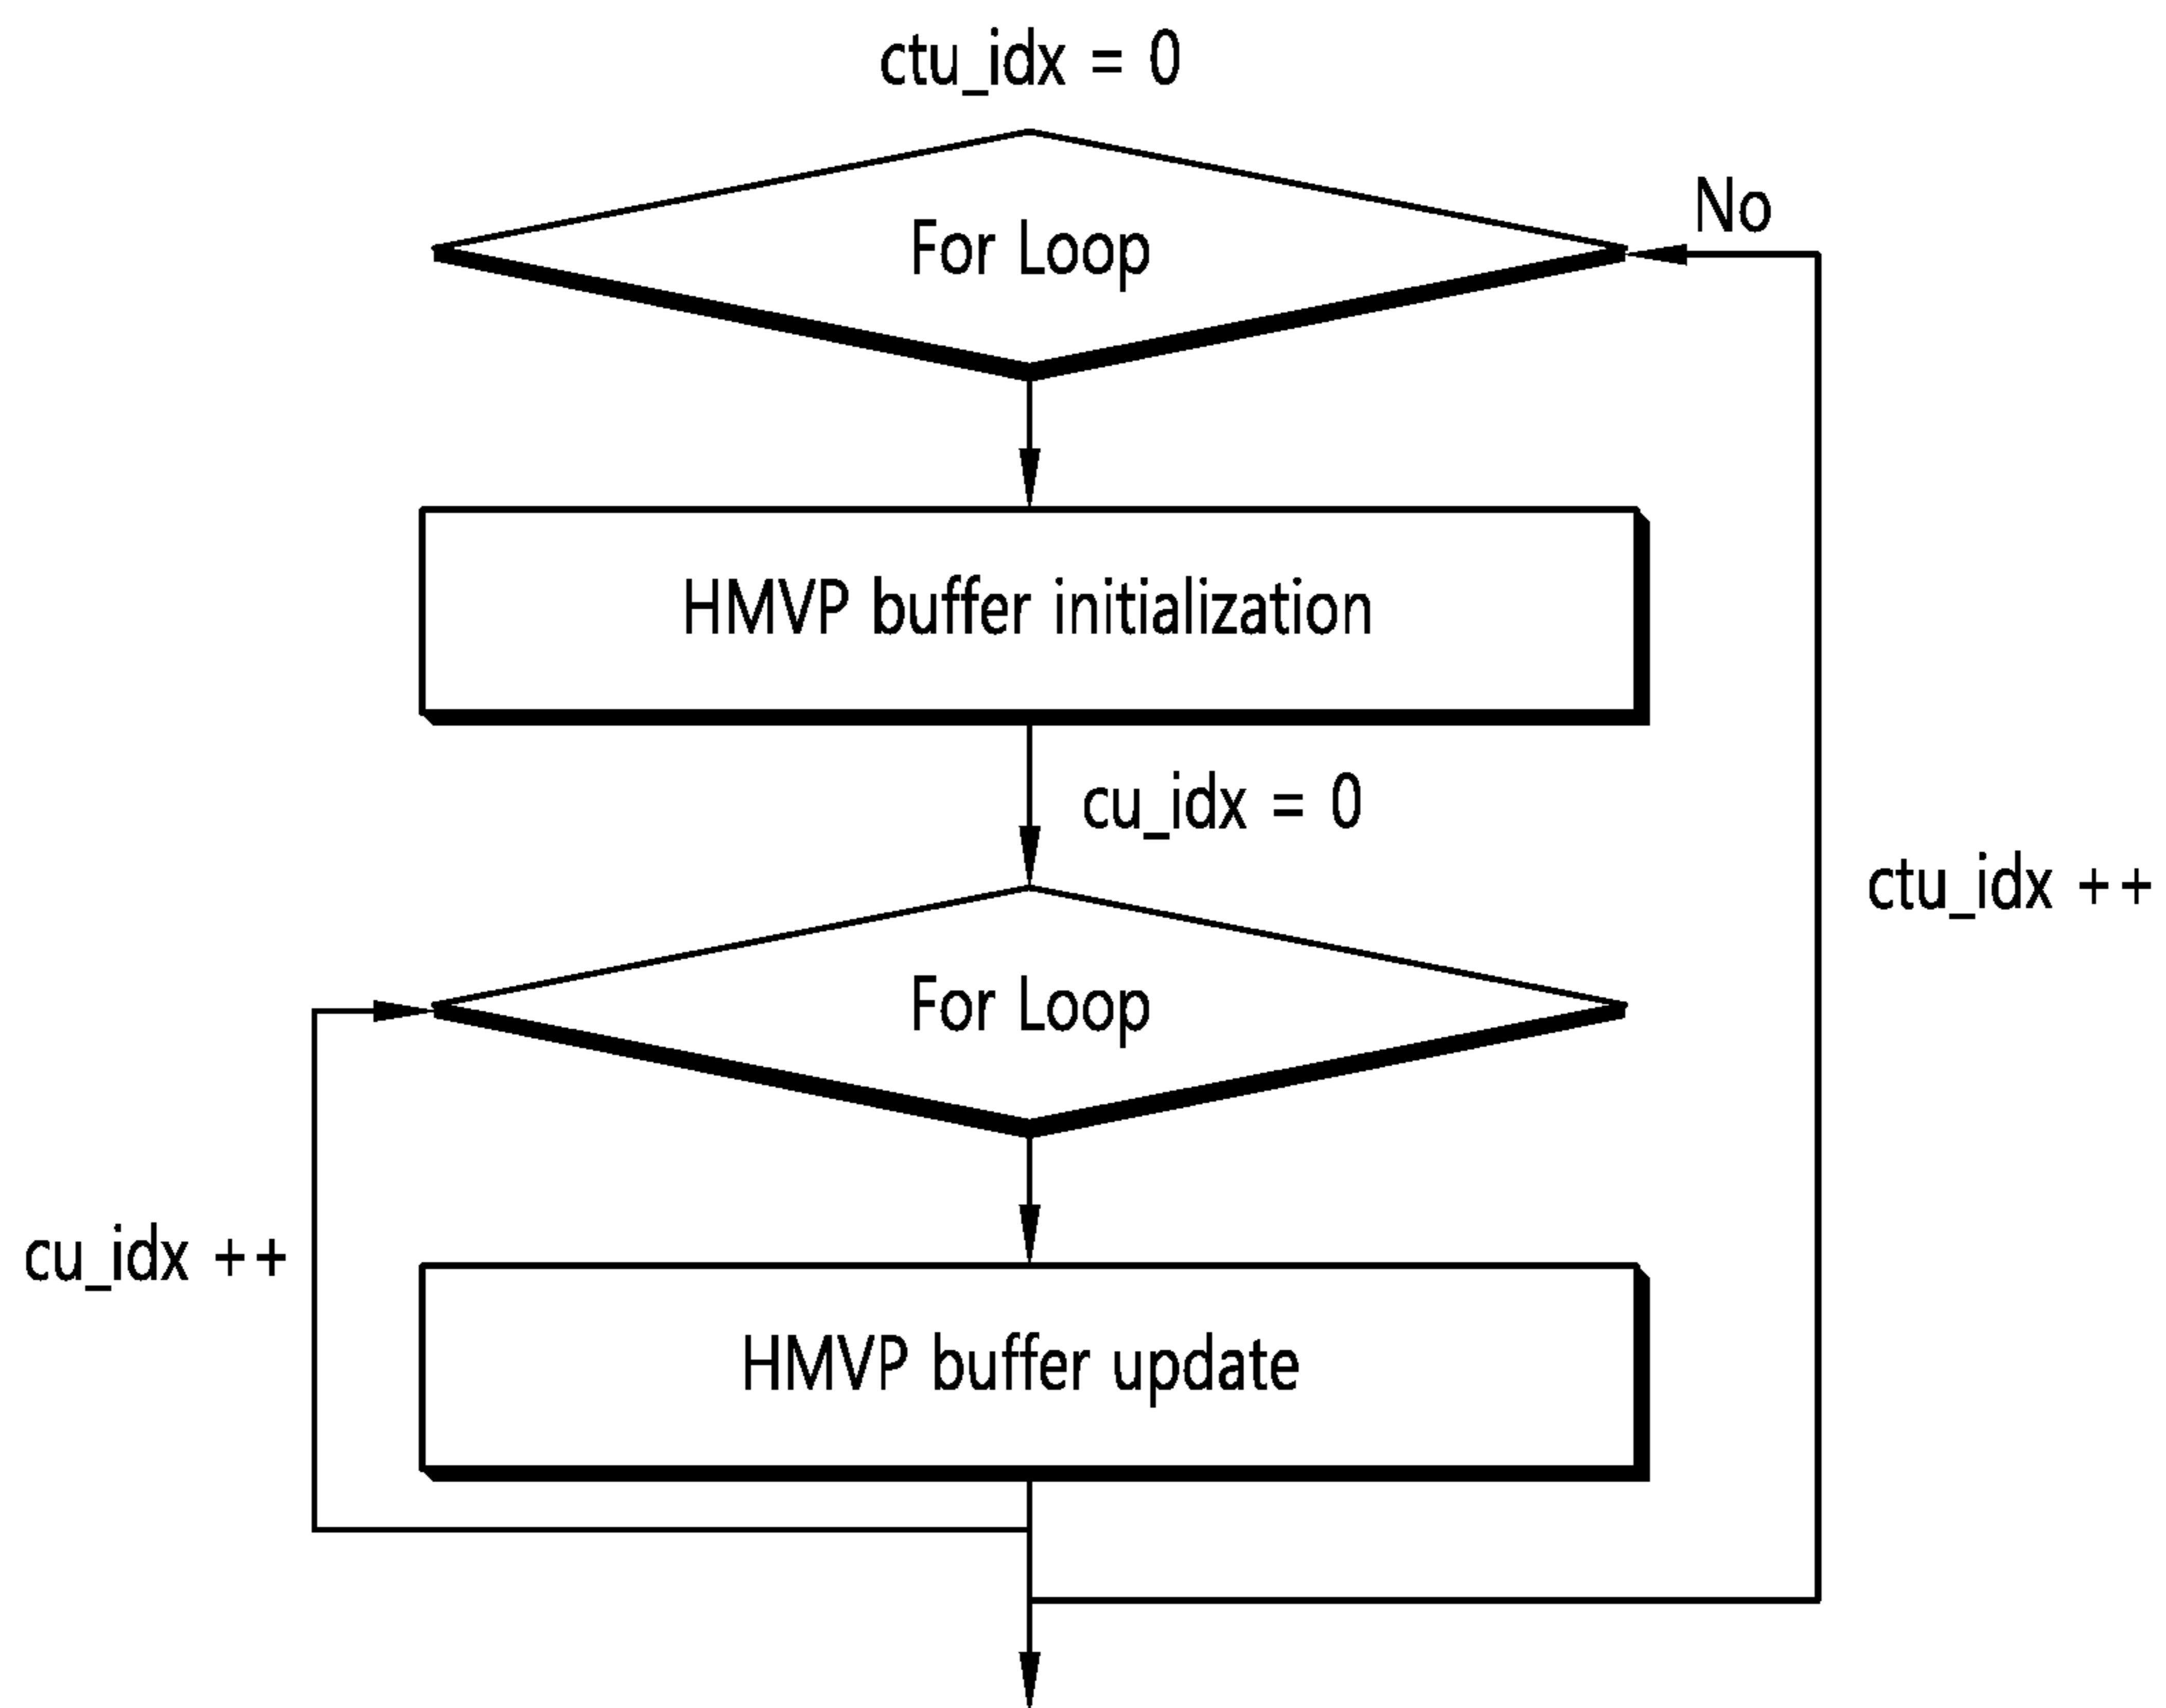 ctu_idx = 0
For Loop
No
HMVP buffer initialization
cu_idx = 0
ctu_idx ++
For Loop
cu_idx ++
HMVP buffer update